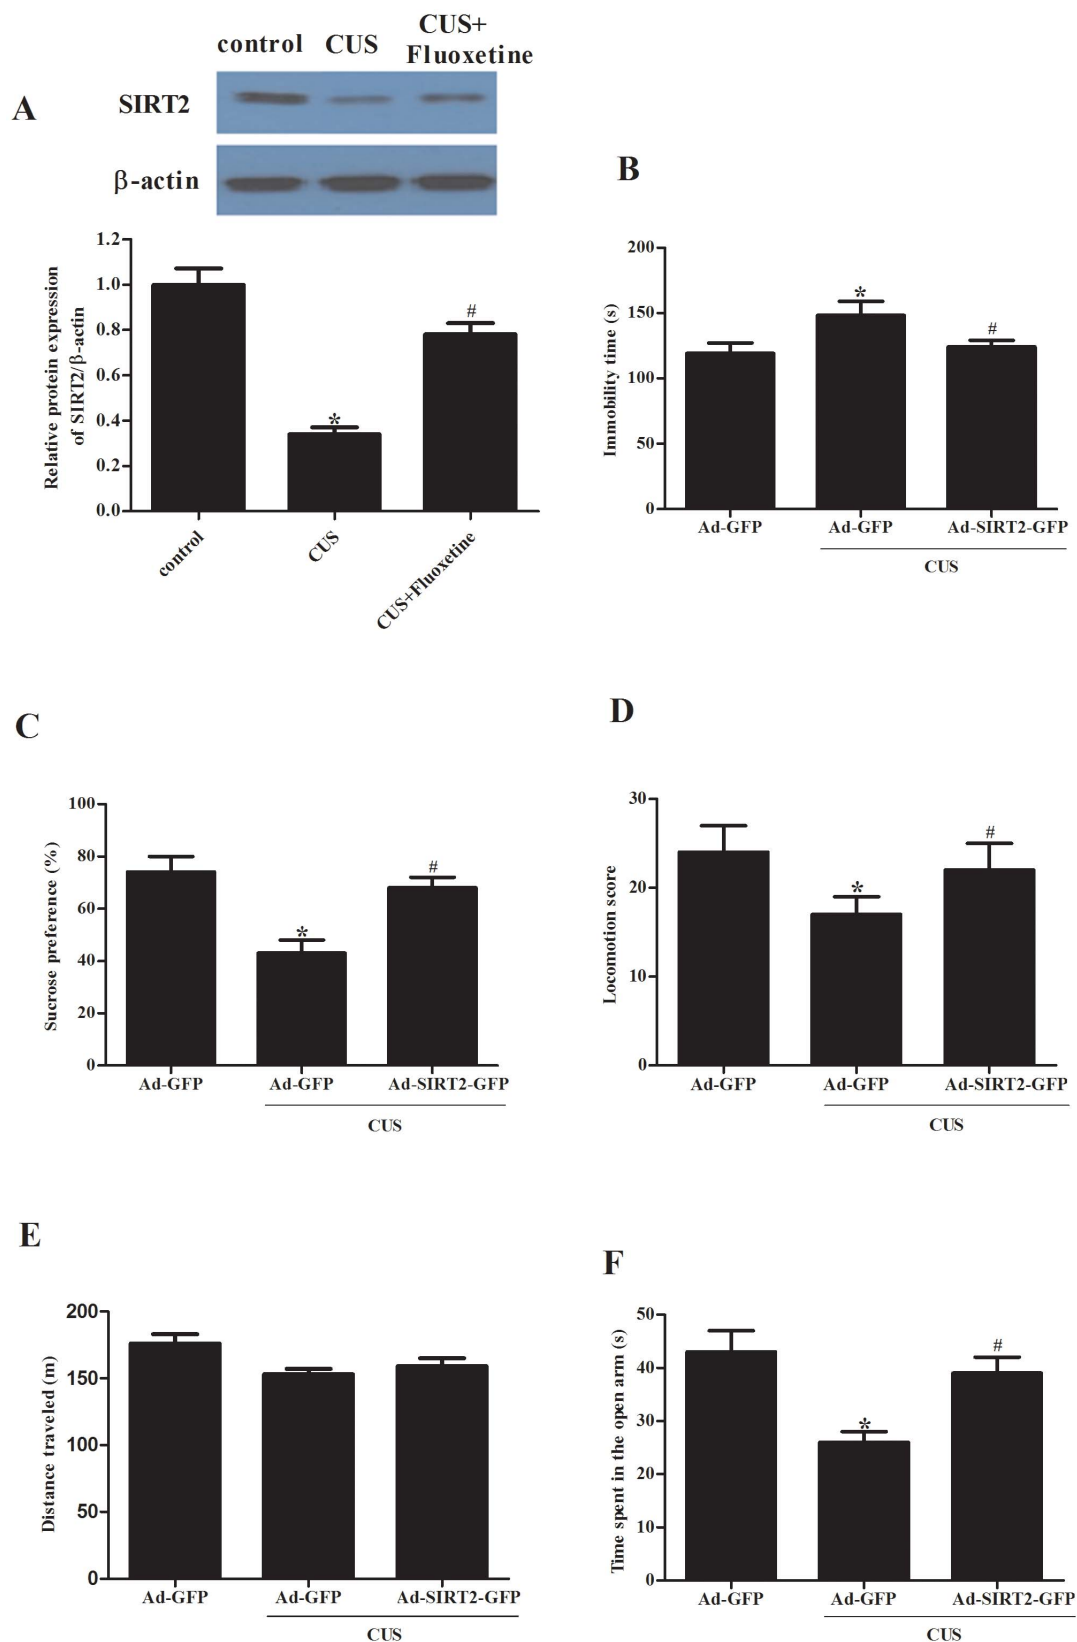 A
control CUS CUS+
Fluoxetine
SIRT2
β-actin
Relative protein expression
of SIRT2/β-actin
1.2
1.0
0.8
0.6
0.4
0.2
0.0
*
#
control
CUS
CUS+Fluoxetine
B
Immobility time (s)
200
150
100
50
0
*
#
Ad-GFP Ad-GFP Ad-SIRT2-GFP
CUS
C
Sucrose preference (%)
100
80
60
40
20
0
*
#
Ad-GFP Ad-GFP Ad-SIRT2-GFP
CUS
D
Locomotion score
30
20
10
0
*
#
Ad-GFP Ad-GFP Ad-SIRT2-GFP
CUS
E
Distance traveled (m)
200
150
100
50
0
Ad-GFP Ad-GFP Ad-SIRT2-GFP
CUS
F
Time spent in the open arm (s)
50
40
30
20
10
0
*
#
Ad-GFP Ad-GFP Ad-SIRT2-GFP
CUS